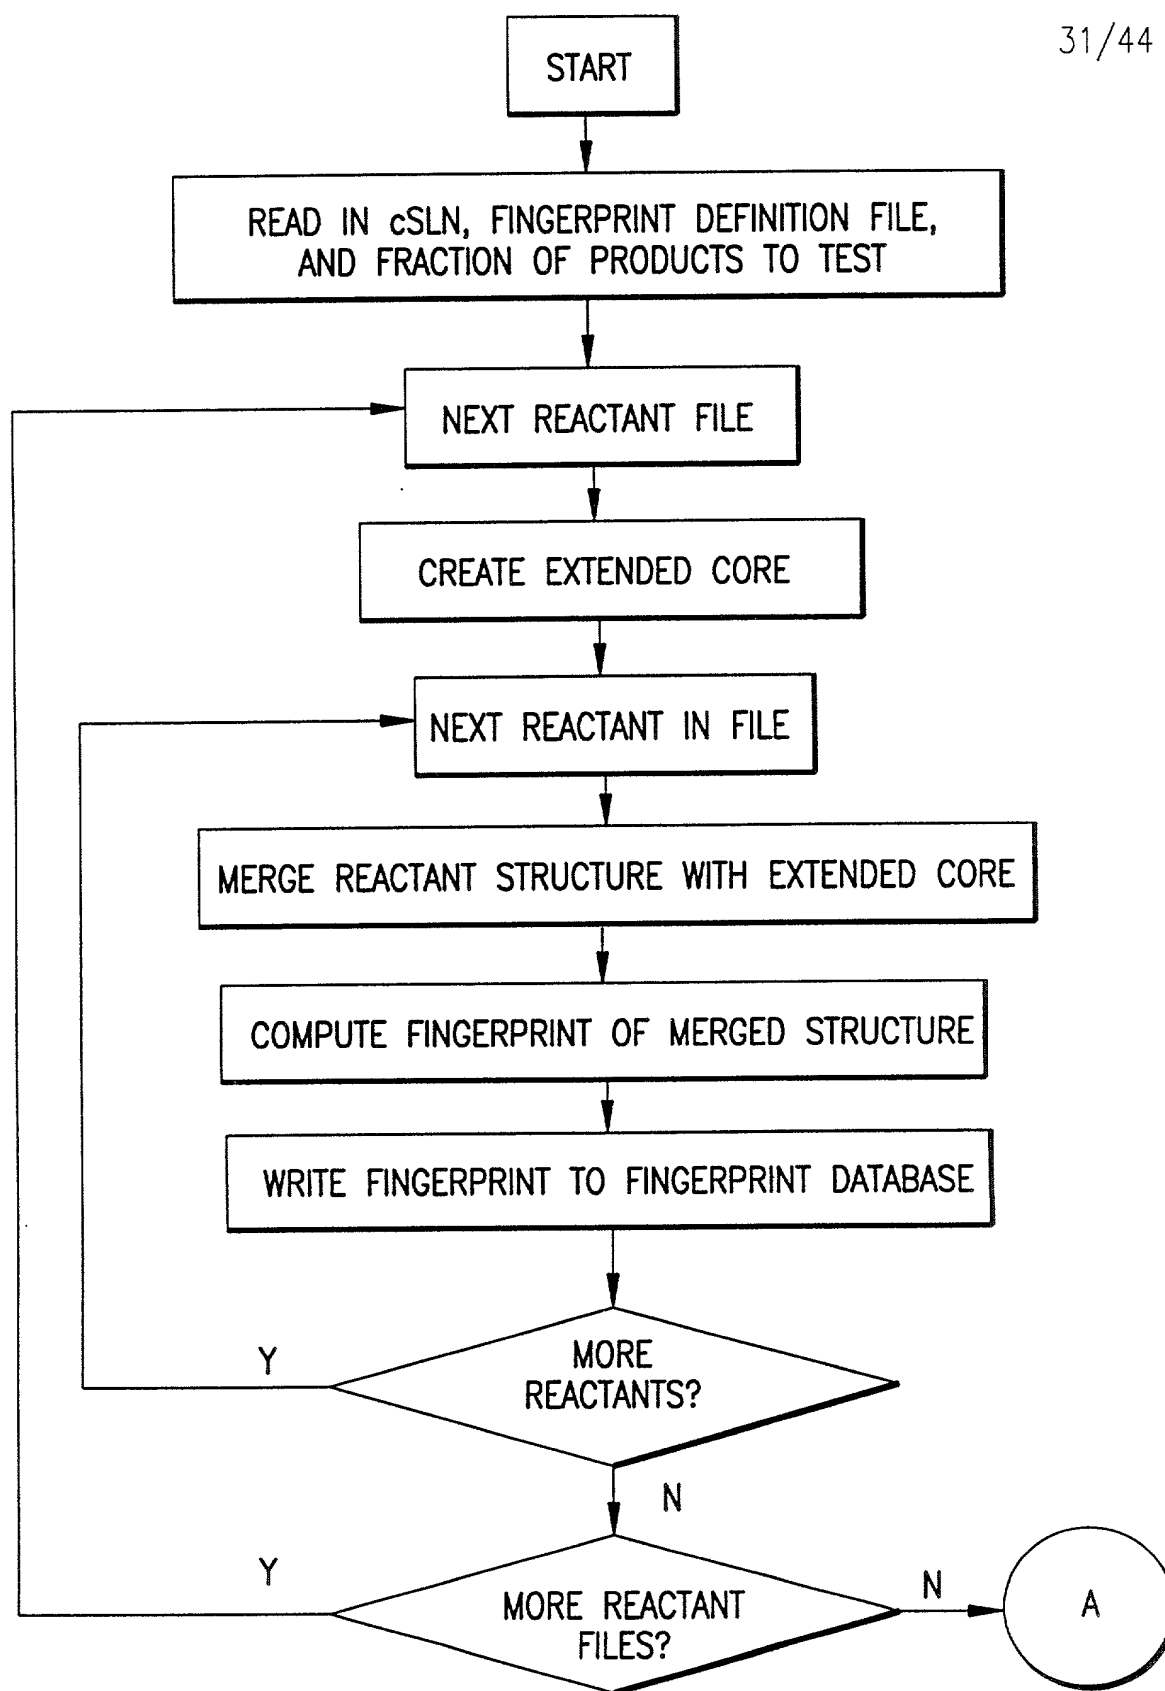 31/44
START
READ IN cSLN, FINGERPRINT DEFINITION FILE,
AND FRACTION OF PRODUCTS TO TEST
NEXT REACTANT FILE
CREATE EXTENDED CORE
NEXT REACTANT IN FILE
MERGE REACTANT STRUCTURE WITH EXTENDED CORE
COMPUTE FINGERPRINT OF MERGED STRUCTURE
WRITE FINGERPRINT TO FINGERPRINT DATABASE
Y
MORE
REACTANTS?
N
Y
MORE REACTANT
FILES?
N
A